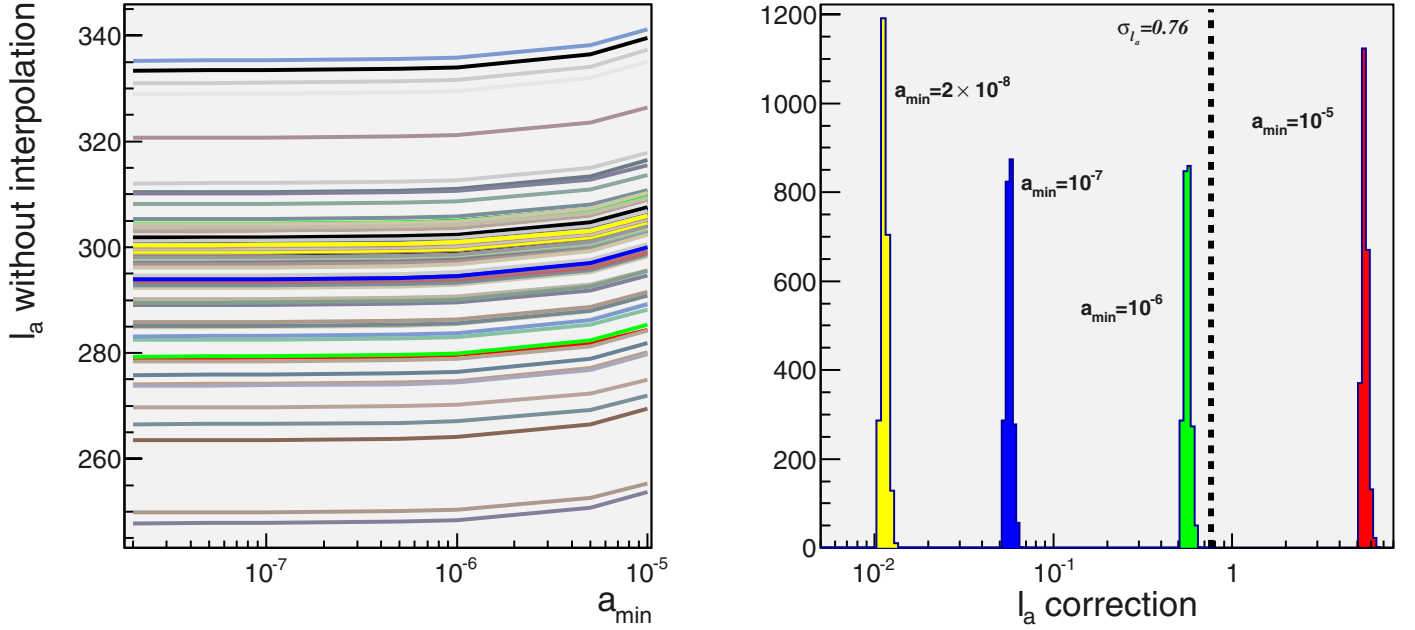 l_a without interpolation
340
320
300
280
260
10^-7
10^-6
10^-5
a_min
1200
1000
800
600
400
200
0
σ_l_a=0.76
a_min=2 × 10^-8
a_min=10^-5
a_min=10^-7
a_min=10^-6
10^-2
10^-1
1
l_a correction